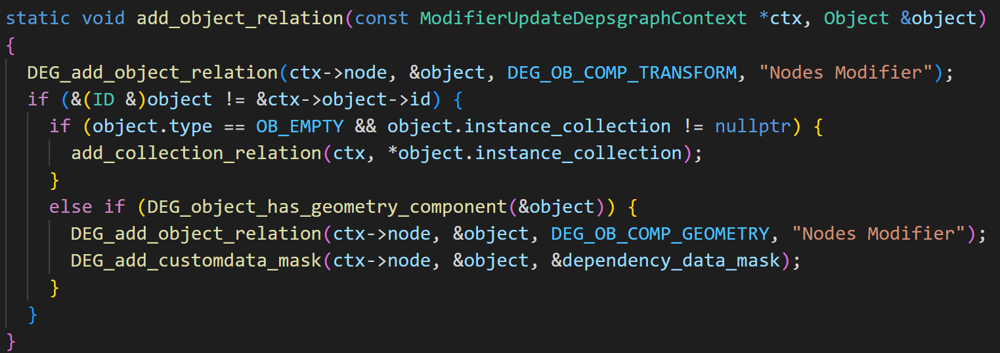 static void add_object_relation(const ModifierUpdateDepsgraphContext *ctx, Object &object)
{
  DEG_add_object_relation(ctx->node, &object, DEG_OB_COMP_TRANSFORM, "Nodes Modifier");
  if (&(ID &)object != &ctx->object->id) {
    if (object.type == OB_EMPTY && object.instance_collection != nullptr) {
      add_collection_relation(ctx, *object.instance_collection);
    }
    else if (DEG_object_has_geometry_component(&object)) {
      DEG_add_object_relation(ctx->node, &object, DEG_OB_COMP_GEOMETRY, "Nodes Modifier");
      DEG_add_customdata_mask(ctx->node, &object, &dependency_data_mask);
    }
  }
}